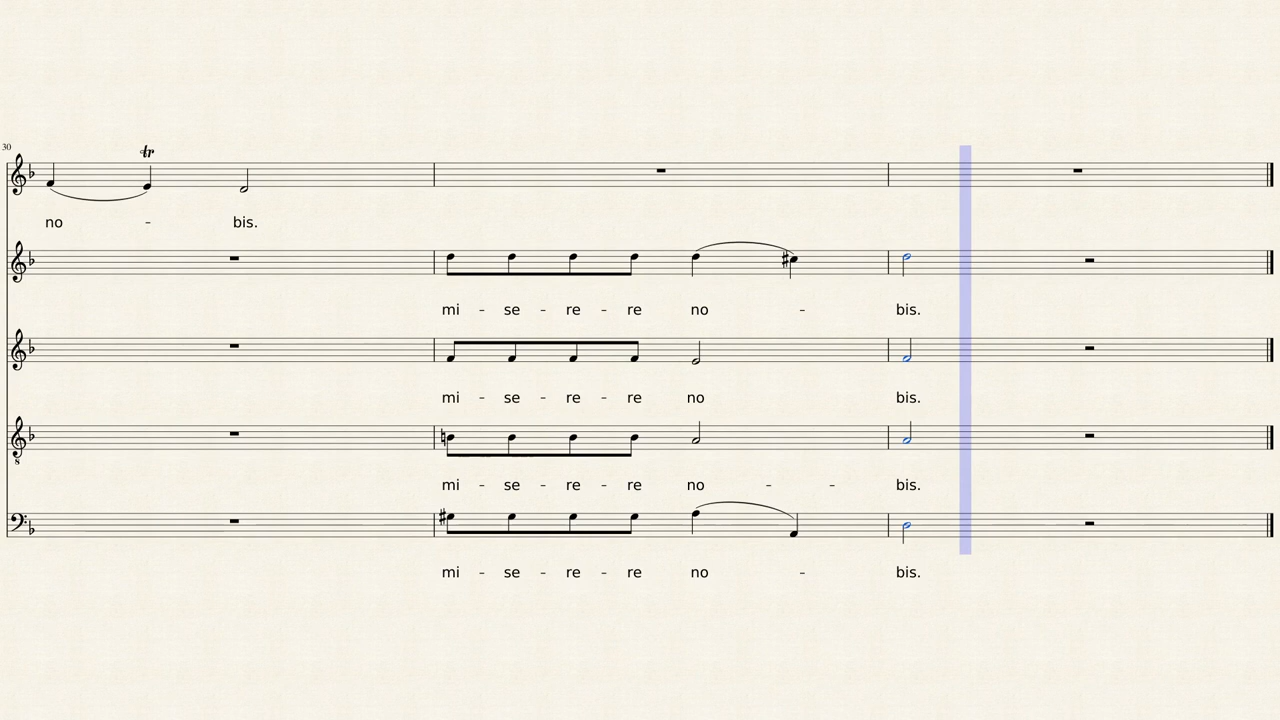 30
tr
no - bis.
mi - se - re - re no - bis.
mi - se - re - re no bis.
mi - se - re - re no - - bis.
8
mi - se - re - re no - bis.